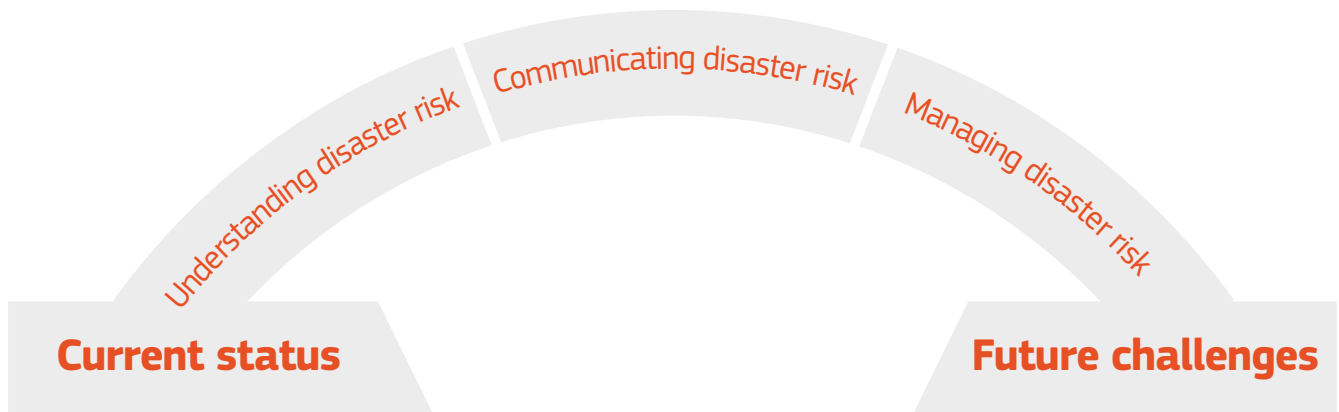 Understanding disaster risk
Communicating disaster risk
Managing disaster risk
Current status
Future challenges